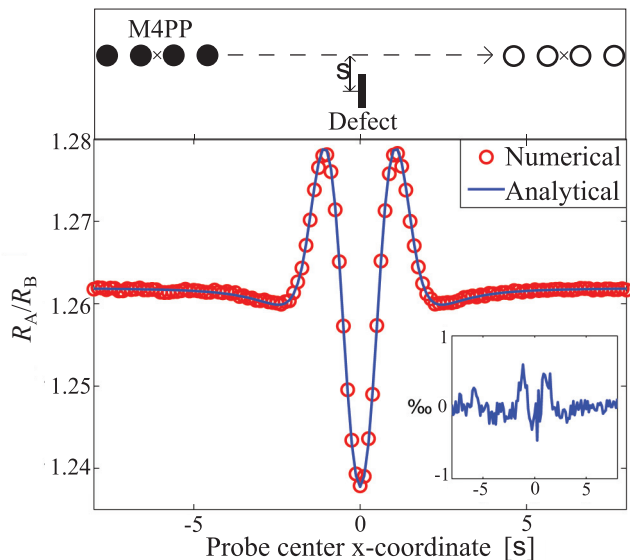 M4PP
s
Defect
1.28
1.27
1.26
1.25
1.24
R_A/R_B
Numerical
Analytical
1
‰ 0
-1
-5 0 5
-5 0 5
Probe center x-coordinate [s]